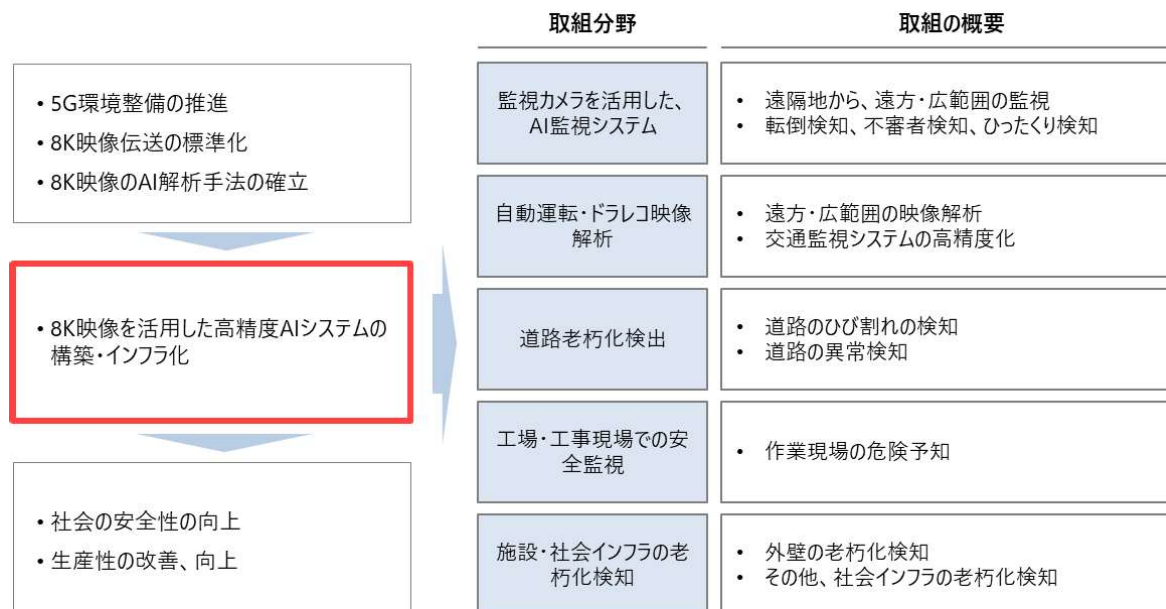 取組分野
取組の概要
• 5G環境整備の推進
• 8K映像伝送の標準化
• 8K映像のAI解析手法の確立
• 8K映像を活用した高精度AIシステムの
構築・インフラ化
• 社会の安全性の向上
• 生産性の改善、向上
監視カメラを活用した、
AI監視システム
• 遠隔地から、遠方・広範囲の監視
• 転倒検知、不審者検知、ひったくり検知
自動運転・ドラレコ映像
解析
• 遠方・広範囲の映像解析
• 交通監視システムの高精度化
道路老朽化検出
• 道路のひび割れの検知
• 道路の異常検知
工場・工事現場での安
全監視
• 作業現場の危険予知
施設・社会インフラの老
朽化検知
• 外壁の老朽化検知
• その他、社会インフラの老朽化検知